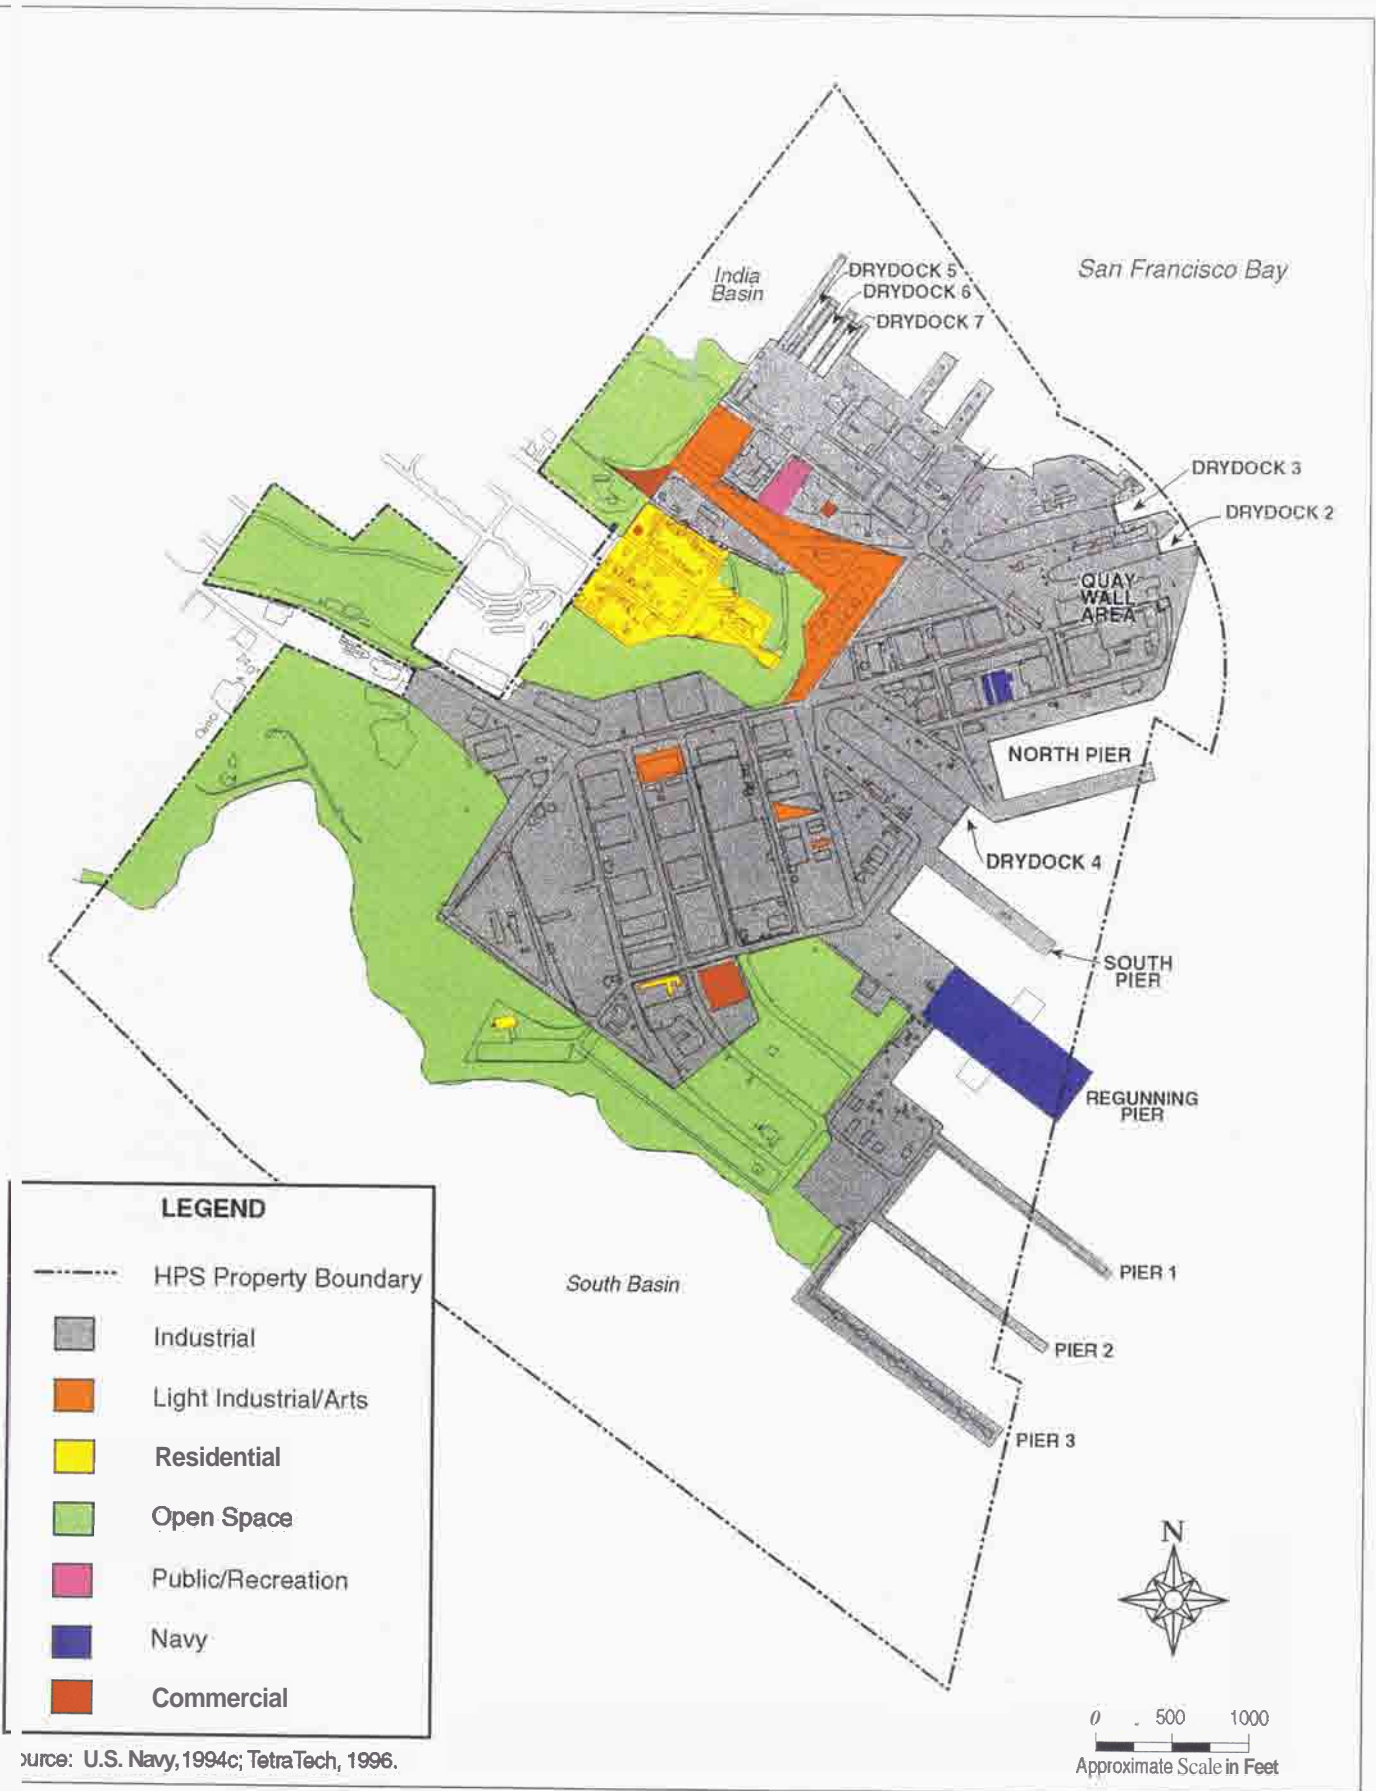 San Francisco Bay
India
Basin
DRYDOCK 5
DRYDOCK 6
DRYDOCK 7
DRYDOCK 3
DRYDOCK 2
QUAY
WALL
AREA
NORTH PIER
DRYDOCK 4
SOUTH
PIER
REGUNNING
PIER
PIER 1
PIER 2
PIER 3
South Basin
LEGEND
HPS Property Boundary
Industrial
Light Industrial/Arts
Residential
Open Space
Public/Recreation
Navy
Commercial
N
0 500 1000
Approximate Scale in Feet
ource: U.S. Navy, 1994c; TetraTech, 1996.